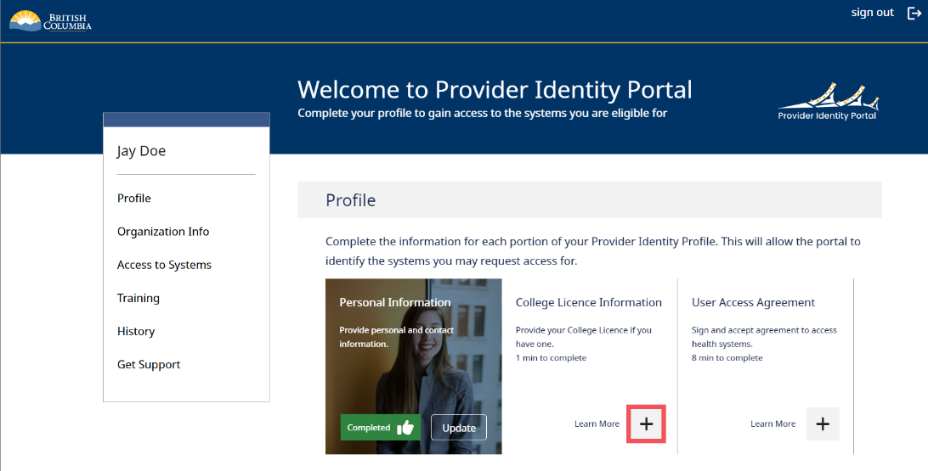 BRITISH
COLUMBIA
sign out
Welcome to Provider Identity Portal
Complete your profile to gain access to the systems you are eligible for
Provider Identity Portal
Jay Doe
Profile
Organization Info
Access to Systems
Training
History
Get Support
Profile
Complete the information for each portion of your Provider Identity Profile. This will allow the portal to
identify the systems you may request access for.
Personal Information
Provide personal and contact
information.
Completed
Update
College Licence Information
Provide your College Licence if you
have one.
1 min to complete
Learn More
+
User Access Agreement
Sign and accept agreement to access
health systems.
8 min to complete
Learn More
+